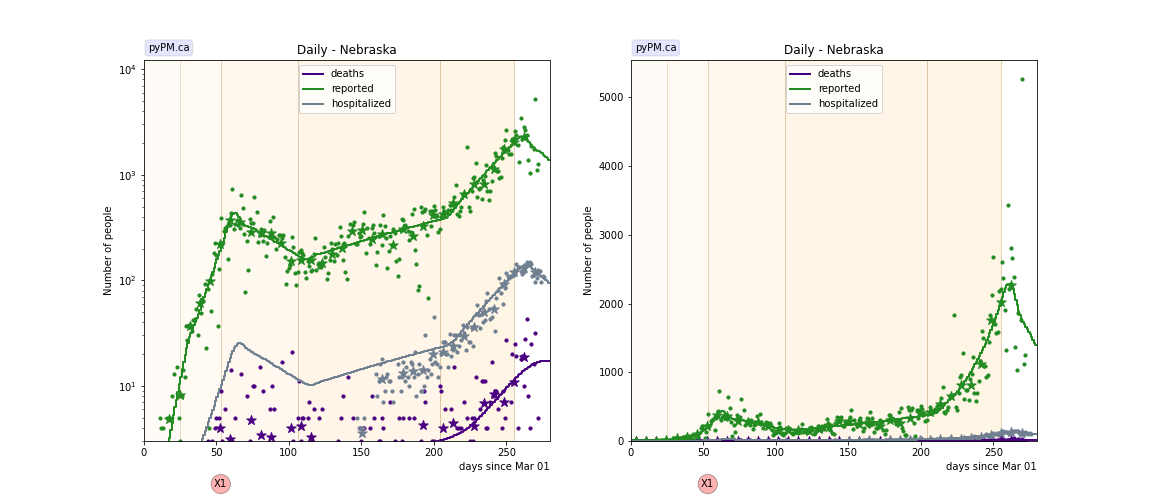 pyPM.ca
Daily - Nebraska
deaths
reported
hospitalized
Number of people
10⁴
10³
10²
10¹
0
50
100
150
200
250
days since Mar 01
X1
pyPM.ca
Daily - Nebraska
deaths
reported
hospitalized
Number of people
5000
4000
3000
2000
1000
0
0
50
100
150
200
250
days since Mar 01
X1